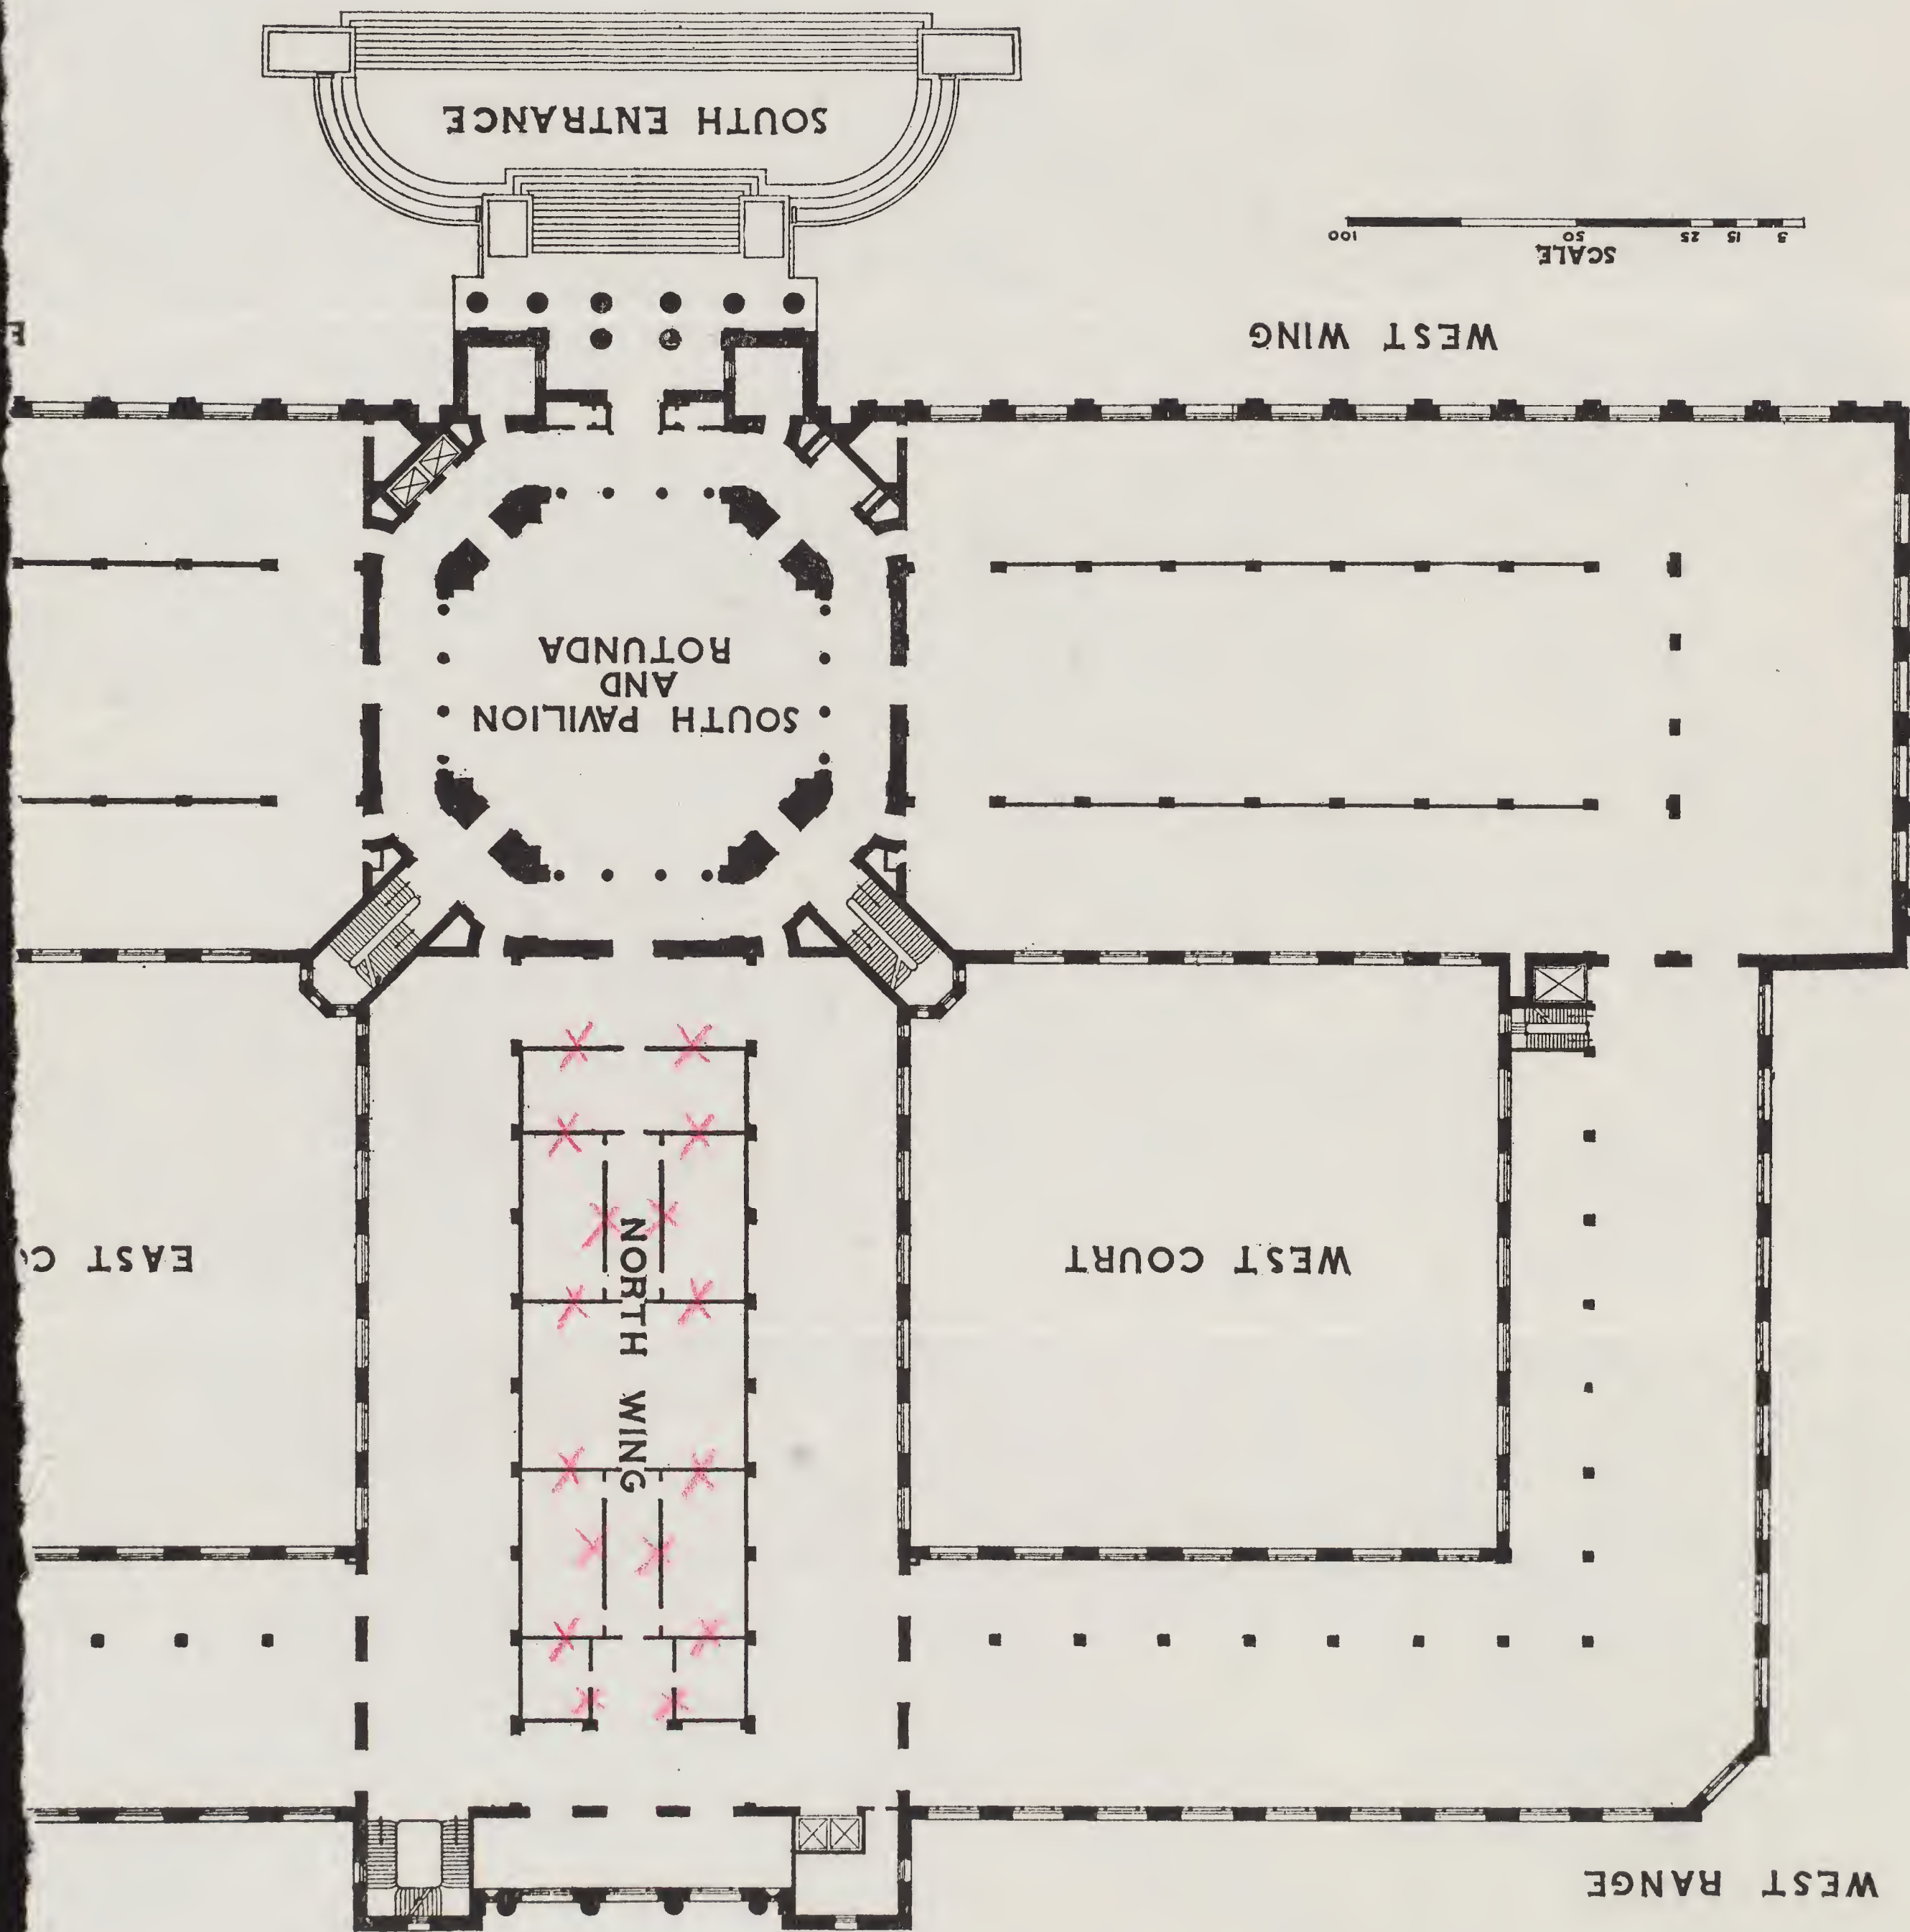 WEST RANGE
NORTH WING
WEST COURT
EAST CO
SOUTH PAVILION
AND
ROTUNDA
WEST WING
E
SCALE
5 15 25 50 100
SOUTH ENTRANCE